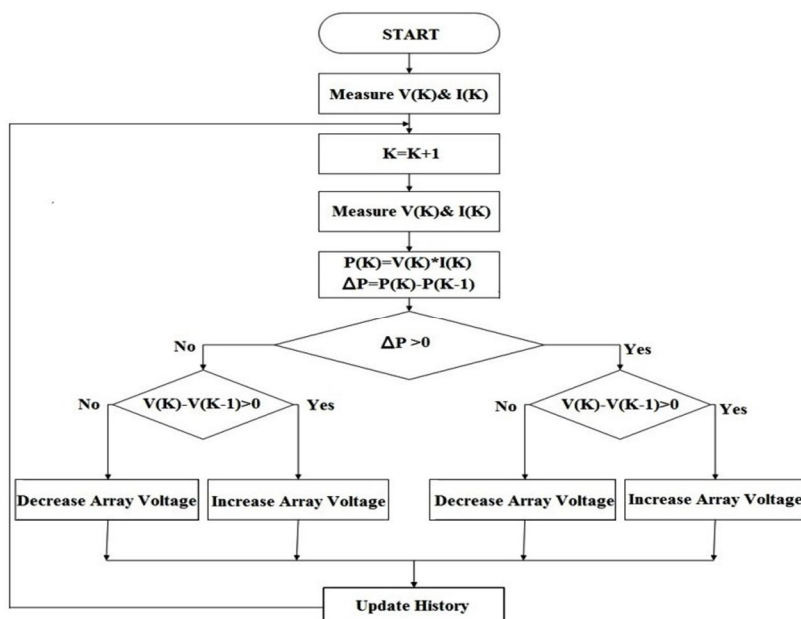 START
Measure V(K)& I(K)
K=K+1
Measure V(K)& I(K)
P(K)=V(K)*I(K)
ΔP=P(K)-P(K-1)
ΔP >0
No
Yes
No
V(K)-V(K-1)>0
Yes
No
V(K)-V(K-1)>0
Yes
Decrease Array Voltage
Increase Array Voltage
Decrease Array Voltage
Increase Array Voltage
Update History